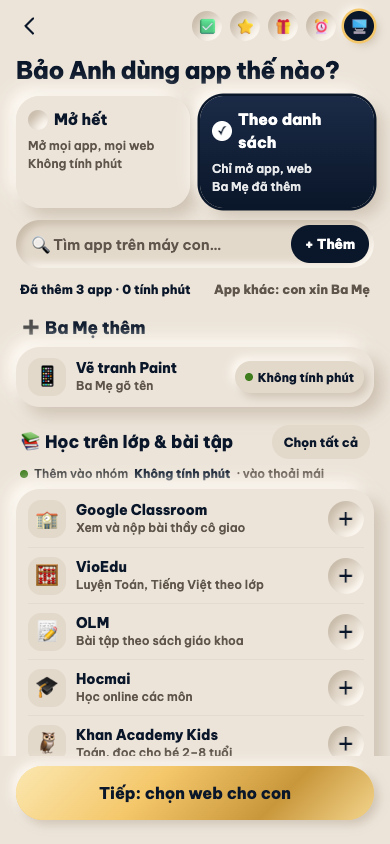 Bảo Anh dùng app thế nào?
Mở hết
Mở mọi app, mọi web
Không tính phút
Theo danh sách
Chỉ mở app, web
Ba Mẹ đã thêm
Tìm app trên máy con...
+ Thêm
Đã thêm 3 app · 0 tính phút
App khác: con xin Ba Mẹ
Ba Mẹ thêm
Vẽ tranh Paint
Ba Mẹ gõ tên
Không tính phút
Học trên lớp & bài tập
Chọn tất cả
Thêm vào nhóm Không tính phút · vào thoải mái
Google Classroom
Xem và nộp bài thầy cô giao
VioEdu
Luyện Toán, Tiếng Việt theo lớp
OLM
Bài tập theo sách giáo khoa
Hocmai
Học online các môn
Khan Academy Kids
Toán, đọc cho bé 2–8 tuổi
Tiếp: chọn web cho con